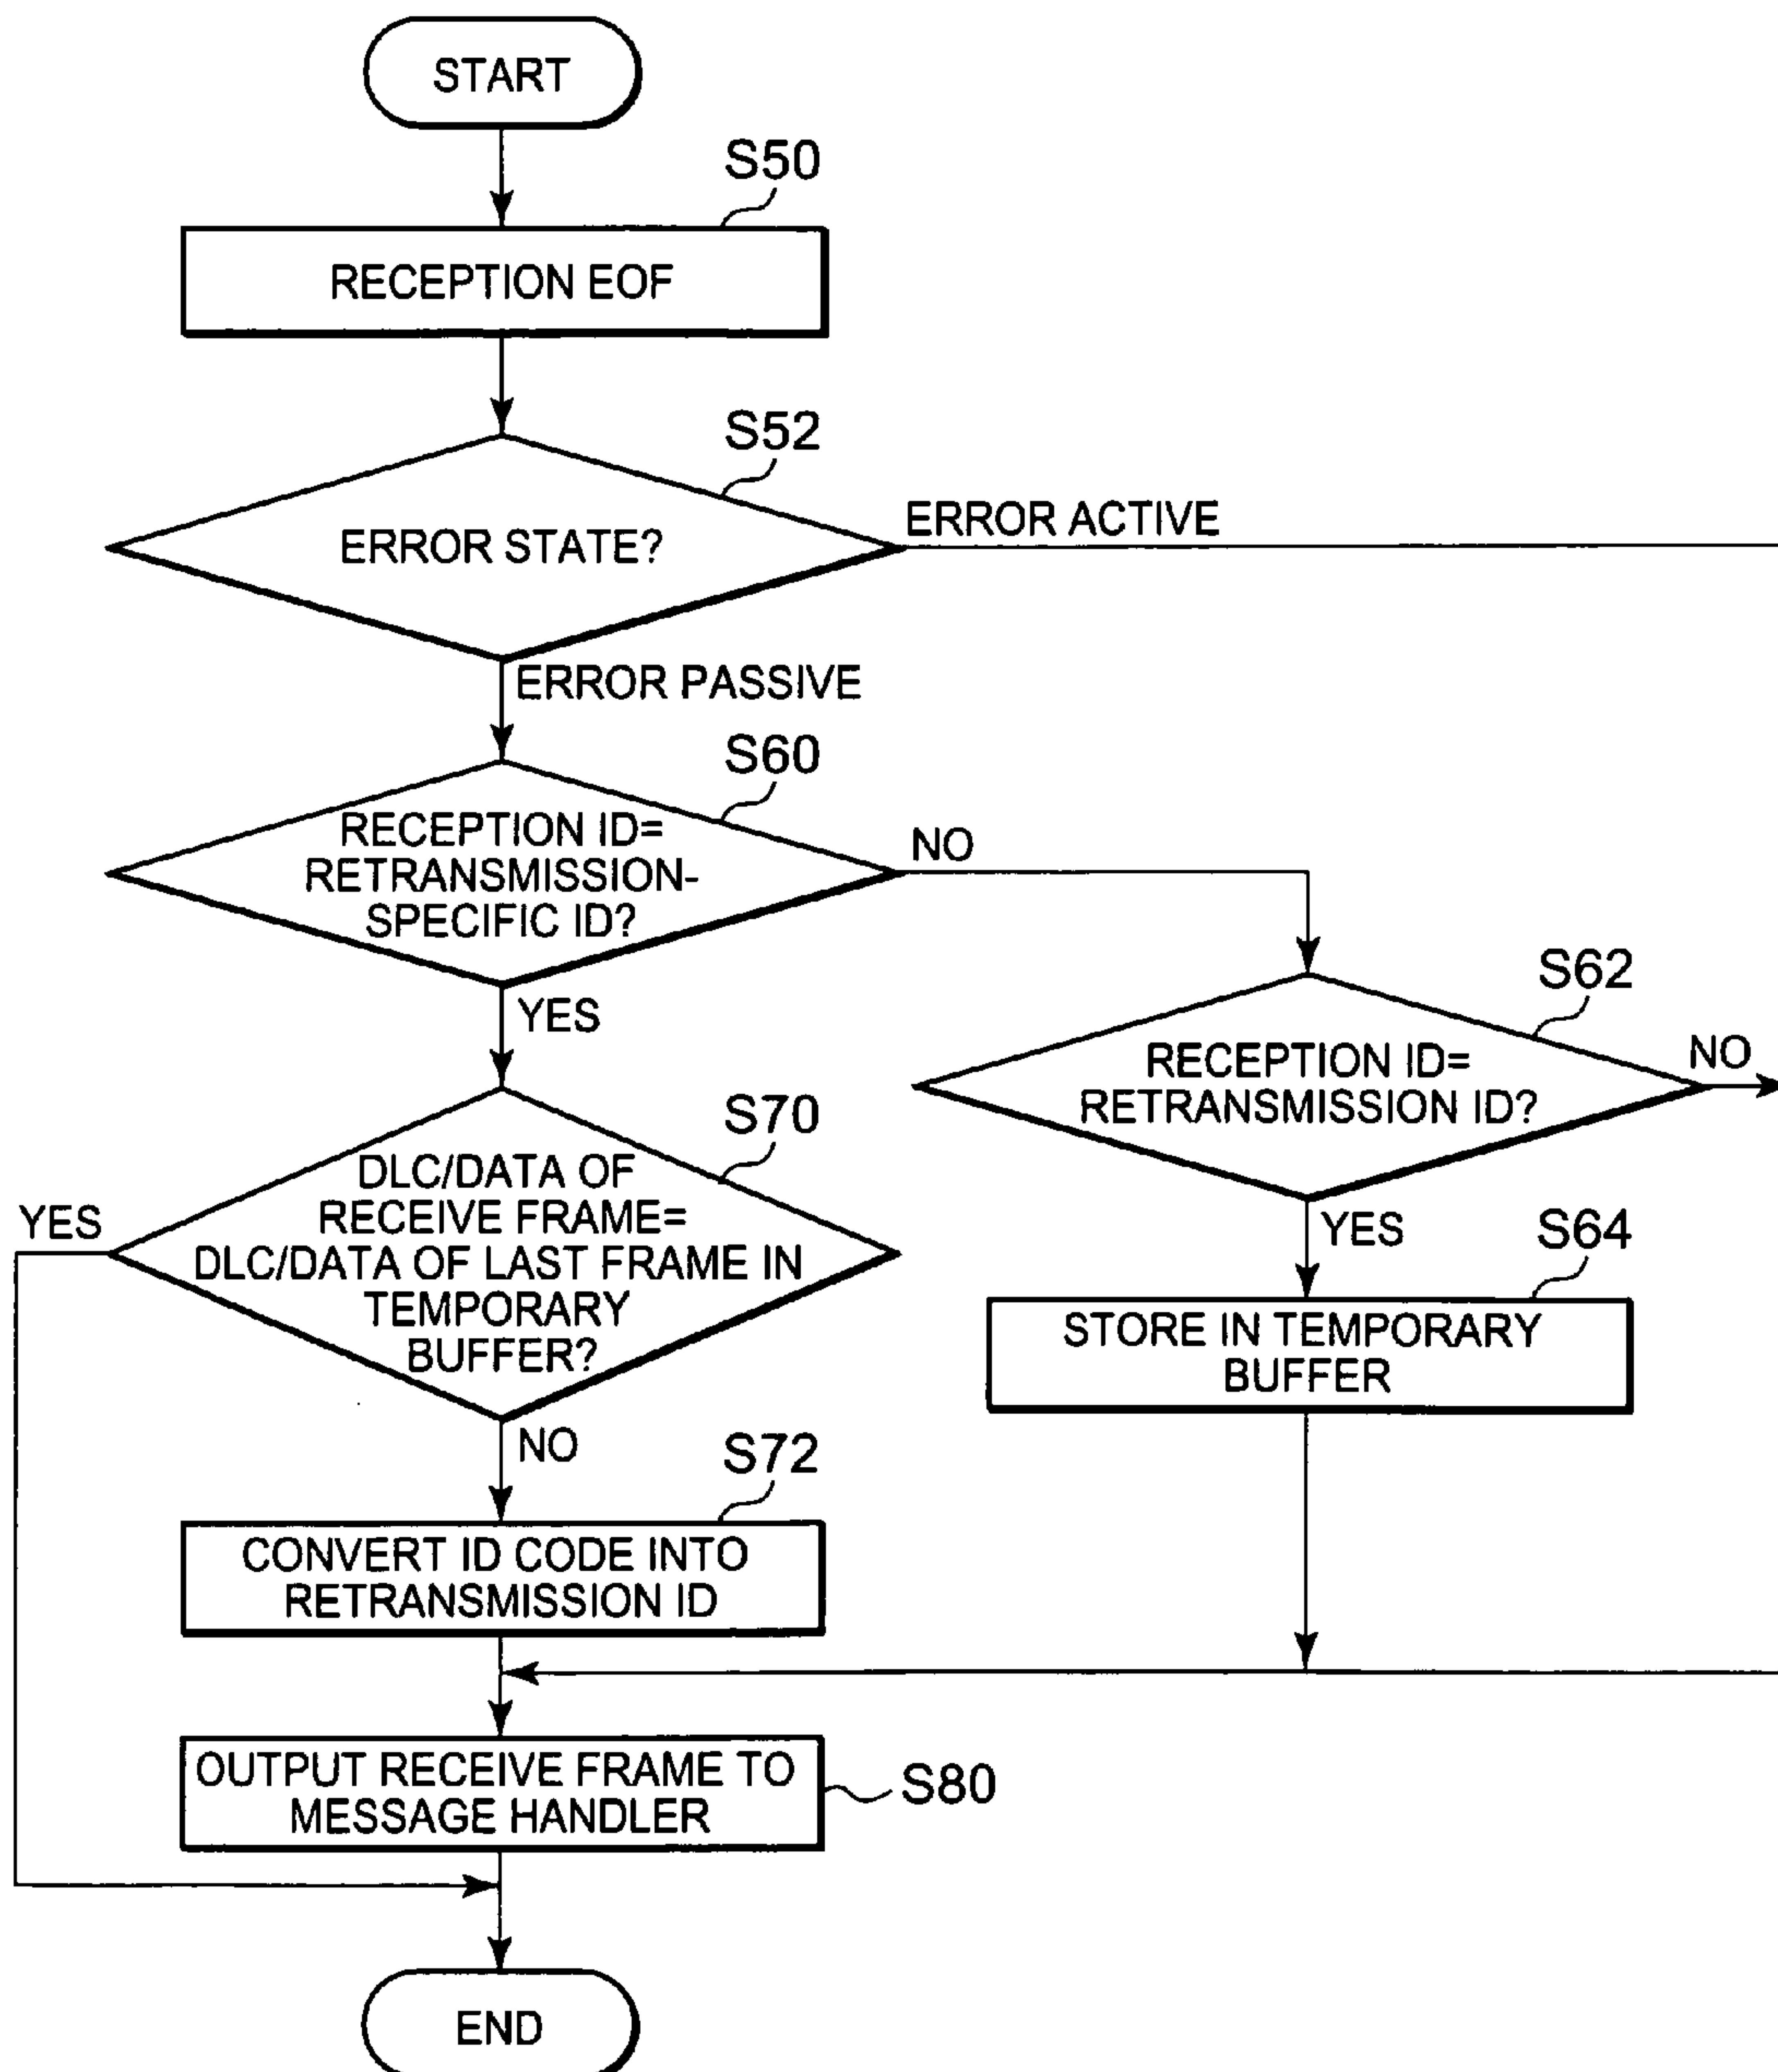 START
S50
RECEPTION EOF
S52
ERROR STATE?
ERROR ACTIVE
ERROR PASSIVE
S60
RECEPTION ID=
RETRANSMISSION-
SPECIFIC ID?
NO
YES
S62
RECEPTION ID=
RETRANSMISSION ID?
NO
YES
S64
STORE IN TEMPORARY
BUFFER
S70
DLC/DATA OF
RECEIVE FRAME=
DLC/DATA OF LAST FRAME IN
TEMPORARY
BUFFER?
YES
NO
S72
CONVERT ID CODE INTO
RETRANSMISSION ID
OUTPUT RECEIVE FRAME TO
MESSAGE HANDLER
S80
END